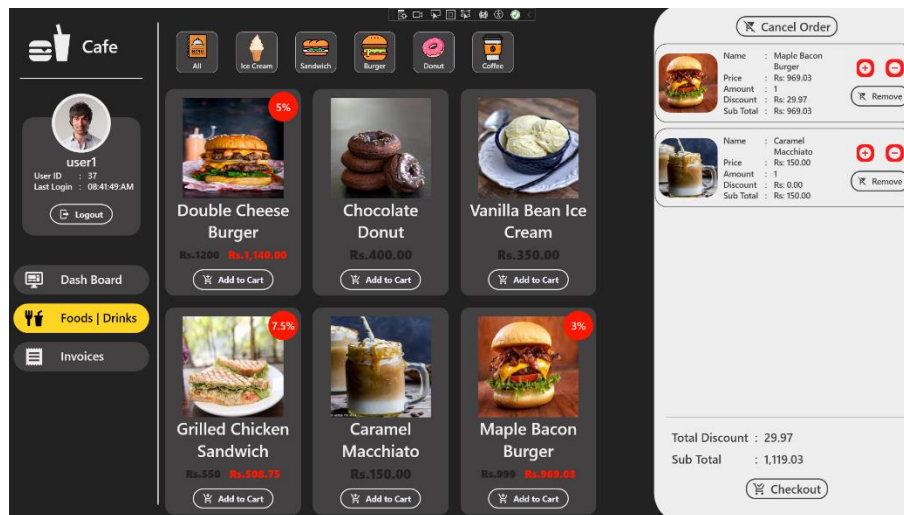 Cafe
user1
User ID : 37
Last Login : 08:41:49:AM
Logout
Dash Board
Foods | Drinks
Invoices
All
Ice Cream
Sandwich
Burger
Donut
Coffee
5%
Double Cheese
Burger
Rs.1200 Rs.1,140.00
Add to Cart
Chocolate
Donut
Rs.400.00
Add to Cart
Vanilla Bean Ice
Cream
Rs.350.00
Add to Cart
7.5%
Grilled Chicken
Sandwich
Rs.550 Rs.508.75
Add to Cart
Caramel
Macchiato
Rs.150.00
Add to Cart
3%
Maple Bacon
Burger
Rs.999 Rs.969.03
Add to Cart
Cancel Order
Name : Maple Bacon
Burger
Price : Rs: 969.03
Amount : 1
Discount : Rs: 29.97
Sub Total : Rs: 969.03
Remove
Name : Caramel
Macchiato
Price : Rs: 150.00
Amount : 1
Discount : Rs: 0.00
Sub Total : Rs: 150.00
Remove
Total Discount : 29.97
Sub Total : 1,119.03
Checkout